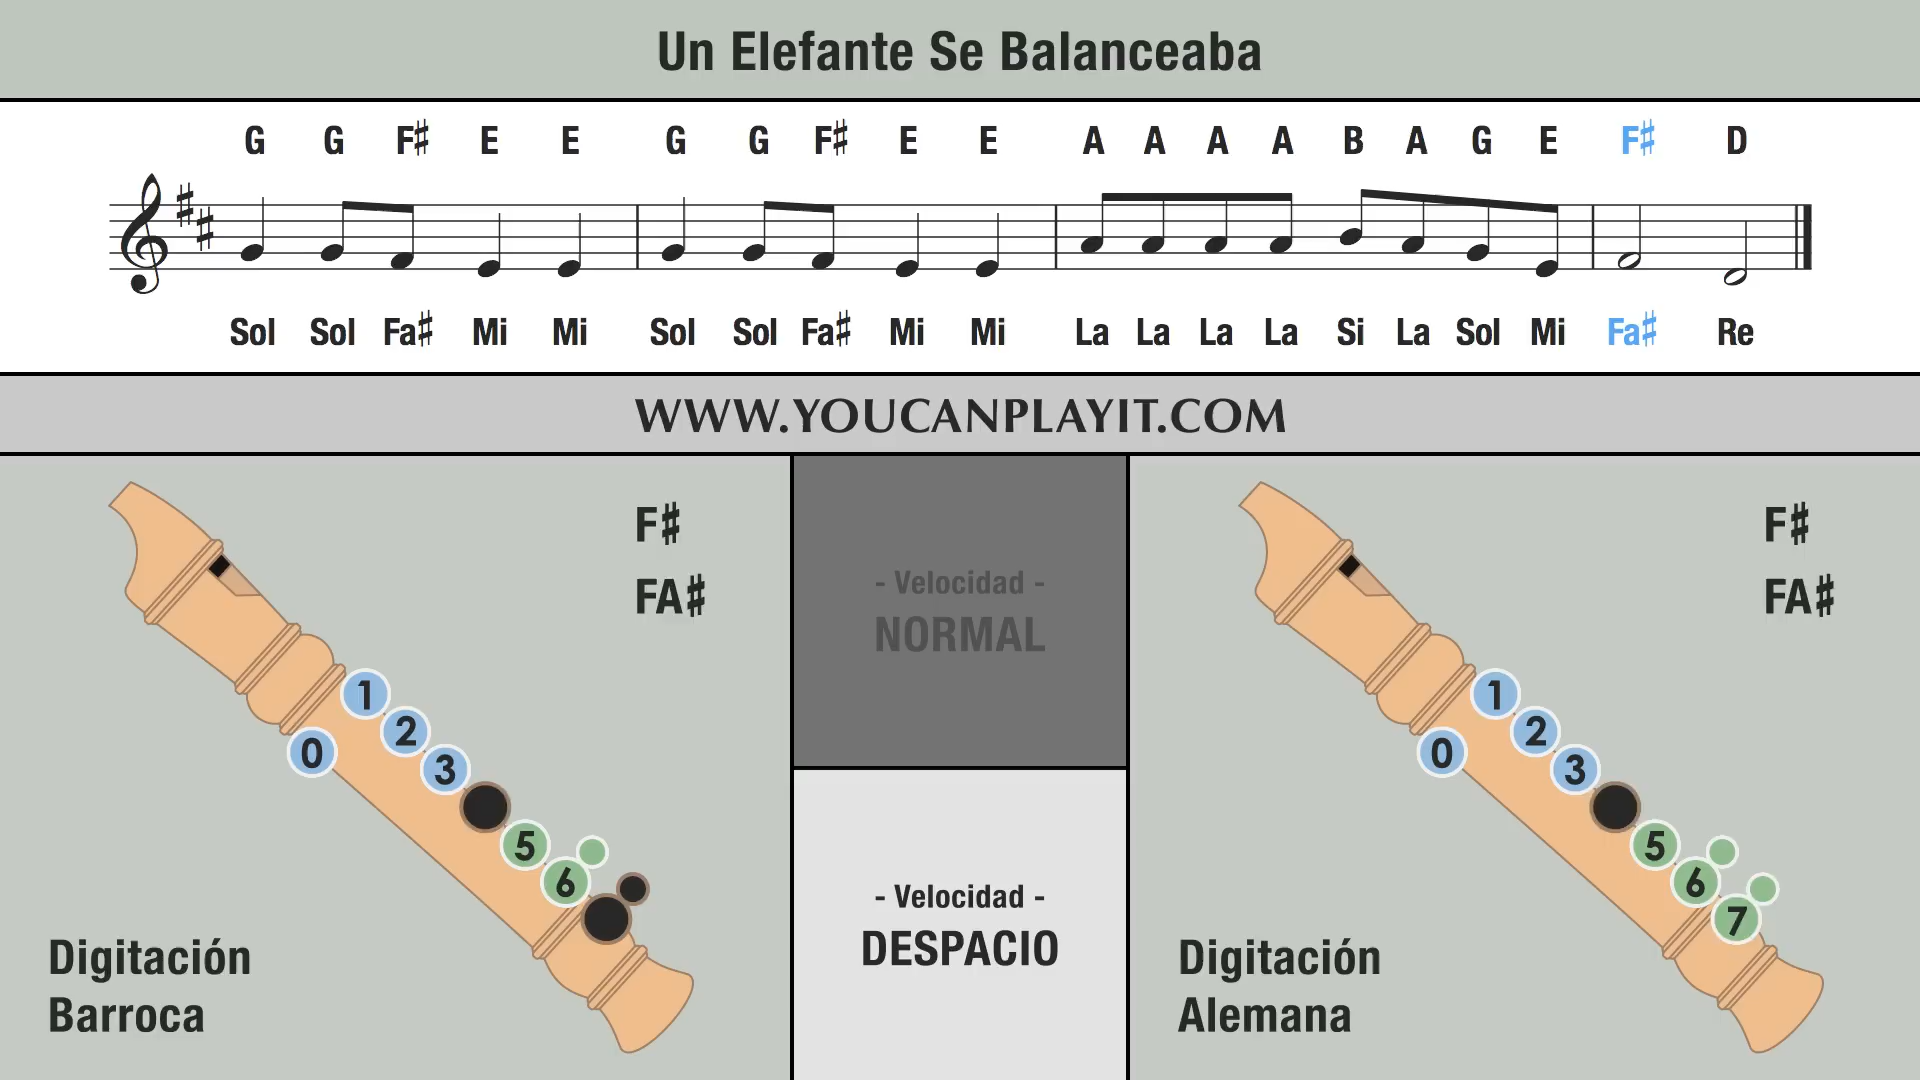 Un Elefante Se Balanceaba
G G F♯ E E G G F♯ E E A A A A B A G E F♯ D
Sol Sol Fa♯ Mi Mi Sol Sol Fa♯ Mi Mi La La La La Si La Sol Mi Fa♯ Re
WWW.YOUCANPLAYIT.COM
F♯
FA♯
0 1 2 3 5 6
Digitación
Barroca
- Velocidad -
NORMAL
- Velocidad -
DESPACIO
F♯
FA♯
0 1 2 3 5 6 7
Digitación
Alemana